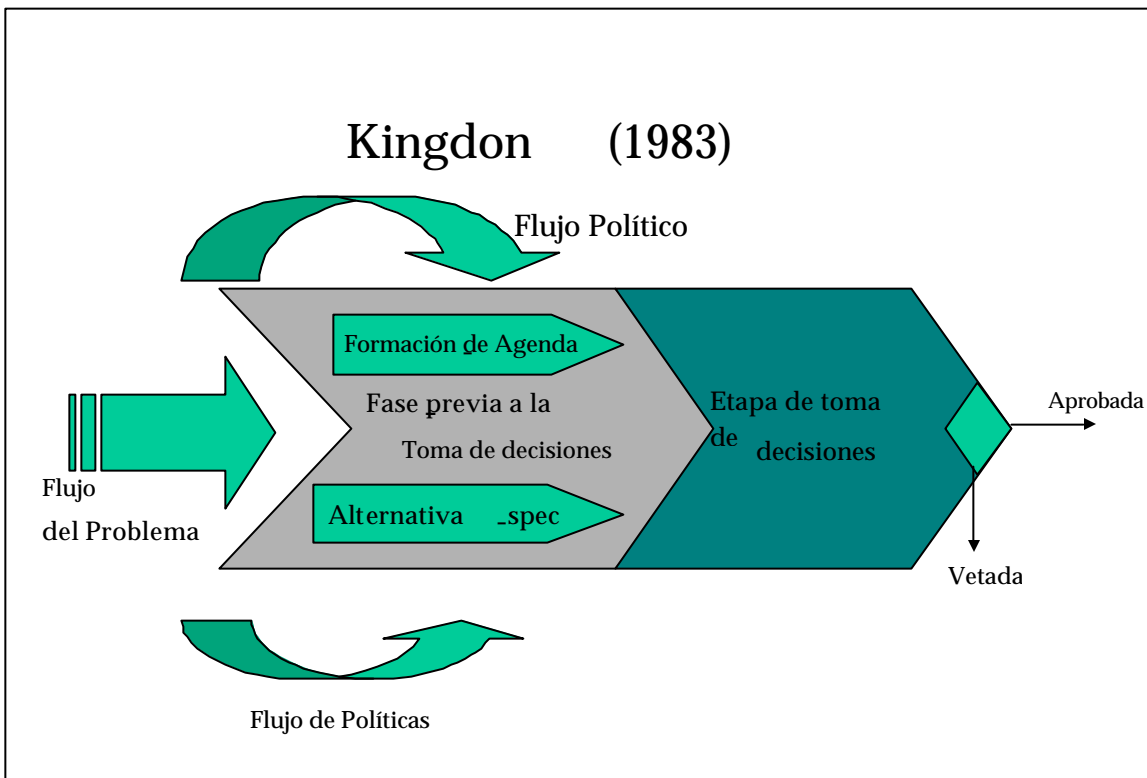 Kingdon (1983)
Flujo Político
Formación de Agenda
Fase previa a la
Toma de decisiones
Alternativa -spec
Flujo
del Problema
Etapa de toma
de
decisiones
Aprobada
Vetada
Flujo de Políticas